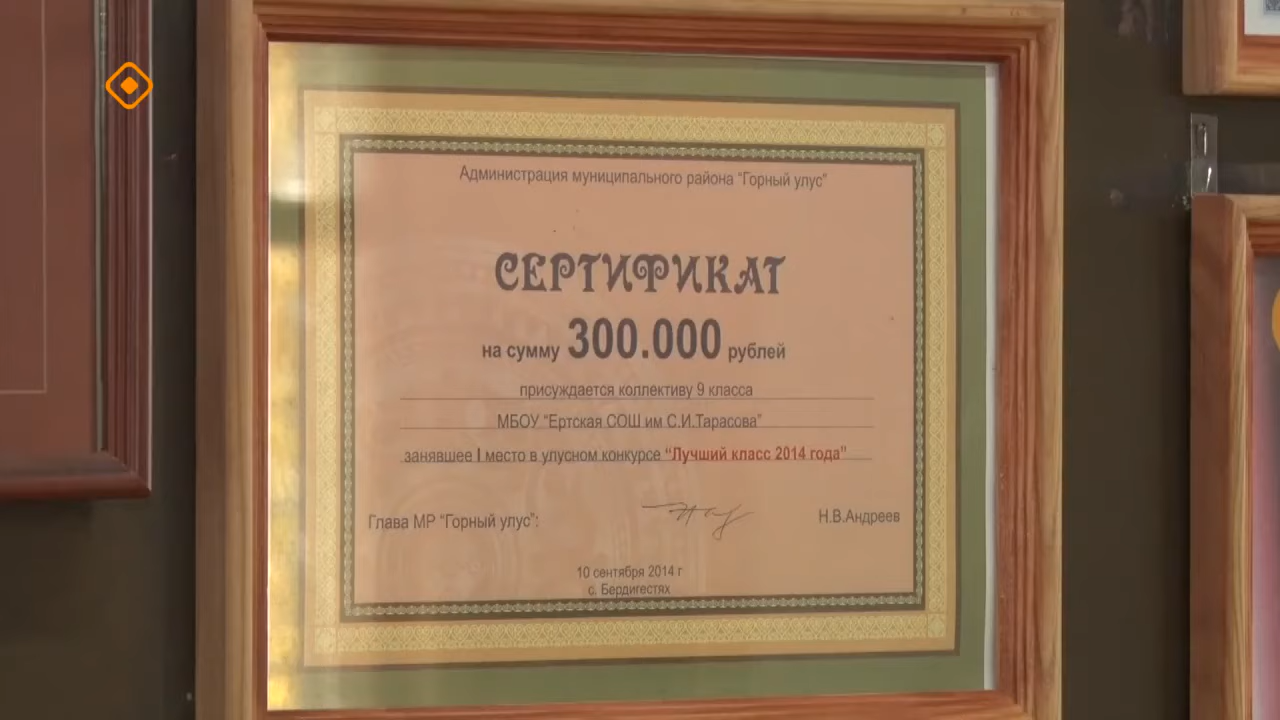 Администрация муниципального района "Горный улус"
СЕРТИФИКАТ
на сумму 300.000 рублей
присуждается коллективу 9 класса
МБОУ "Ертская СОШ им С.И.Тарасова"
занявшее I место в улусном конкурсе "Лучший класс 2014 года"
Глава МР "Горный улус": Н.В.Андреев
10 сентября 2014 г
с. Бердигестях